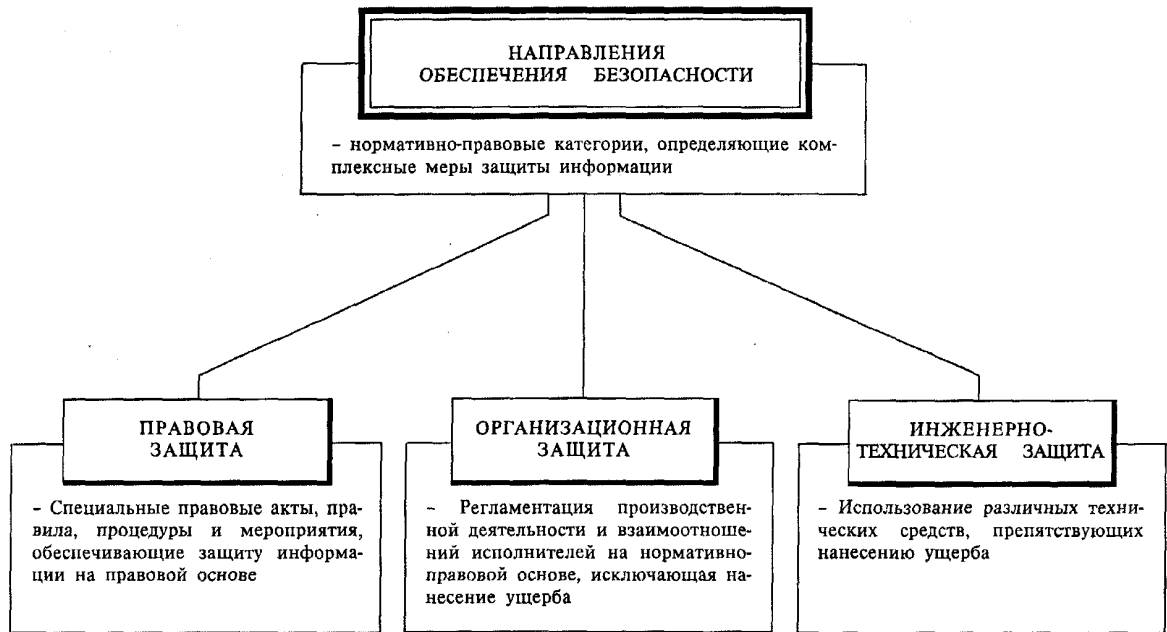 НАПРАВЛЕНИЯ
ОБЕСПЕЧЕНИЯ БЕЗОПАСНОСТИ
– нормативно-правовые категории, определяющие ком-
плексные меры защиты информации
ПРАВОВАЯ
ЗАЩИТА
– Специальные правовые акты, пра-
вила, процедуры и мероприятия,
обеспечивающие защиту информа-
ции на правовой основе
ОРГАНИЗАЦИОННАЯ
ЗАЩИТА
– Регламентация производствен-
ной деятельности и взаимоотноше-
ний исполнителей на нормативно-
правовой основе, исключающая на-
несение ущерба
ИНЖЕНЕРНО-
ТЕХНИЧЕСКАЯ ЗАЩИТА
– Использование различных техни-
ческих средств, препятствующих
нанесению ущерба